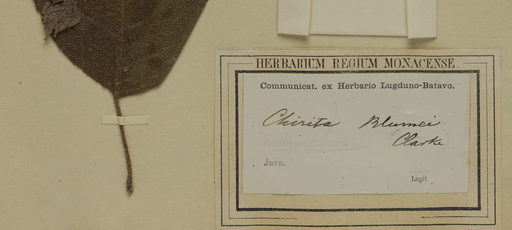 HERBARIUM REGIUM MONACENSE.
Communicat. ex Herbario Lugduno-Batavo.
Chirita Blumei
Clarke
Java.
Legit